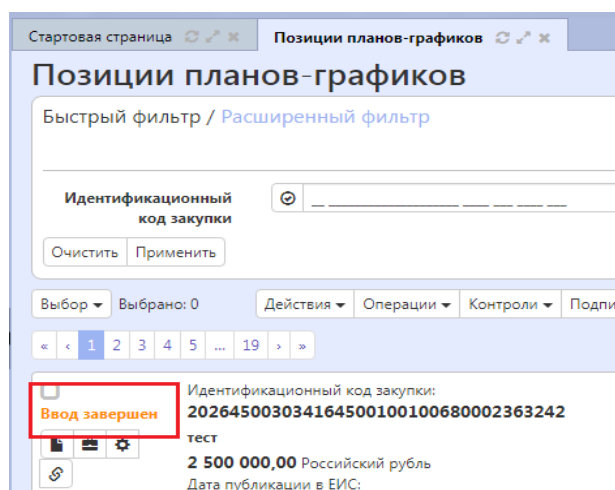 Стартовая страница
Позиции планов-графиков
Позиции планов-графиков
Быстрый фильтр / Расширенный фильтр
Идентификационный
код закупки
Очистить Применить
Выбор Выбрано: 0 Действия Операции Контроли Подпи
« ‹ 1 2 3 4 5 ... 19 › »
Идентификационный код закупки:
Ввод завершен 202645003034164500100100680002363242
тест
2 500 000,00 Российский рубль
Дата публикации в ЕИС: